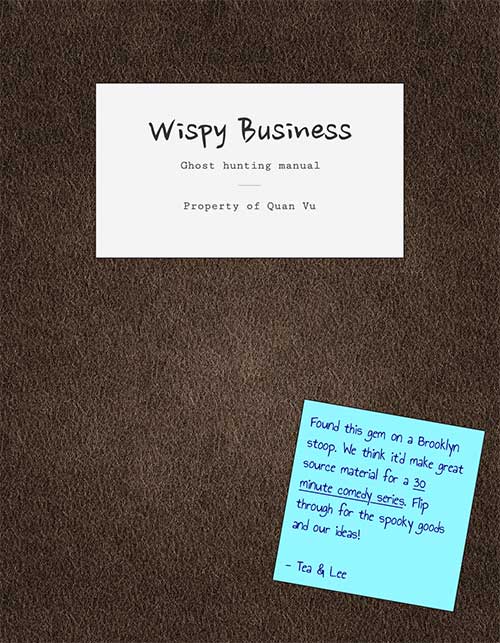 Wispy Business
Ghost hunting manual
Property of Quan Vu
Found this gem on a Brooklyn
stoop. We think it'd make great
source material for a 30
minute comedy series. Flip
through for the spooky goods
and our ideas!
- Tea & Lee